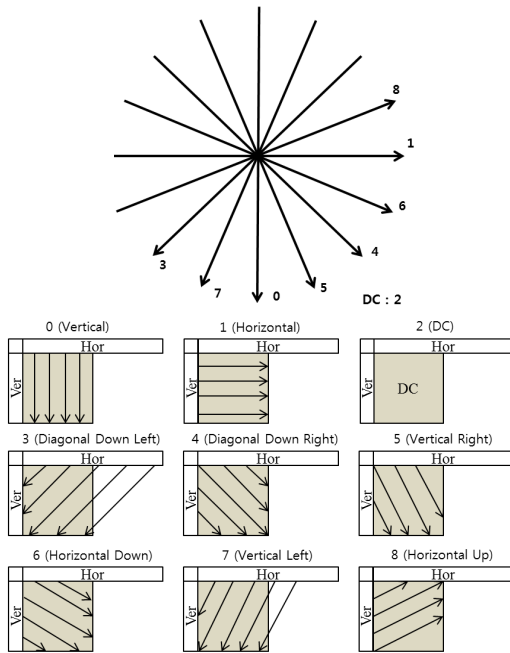 8
1
6
4
3
7
0
5
DC : 2
0 (Vertical)
1 (Horizontal)
2 (DC)
Hor
Hor
Hor
Ver
Ver
Ver
DC
3 (Diagonal Down Left)
4 (Diagonal Down Right)
5 (Vertical Right)
Hor
Hor
Hor
Ver
Ver
Ver
6 (Horizontal Down)
7 (Vertical Left)
8 (Horizontal Up)
Hor
Hor
Hor
Ver
Ver
Ver